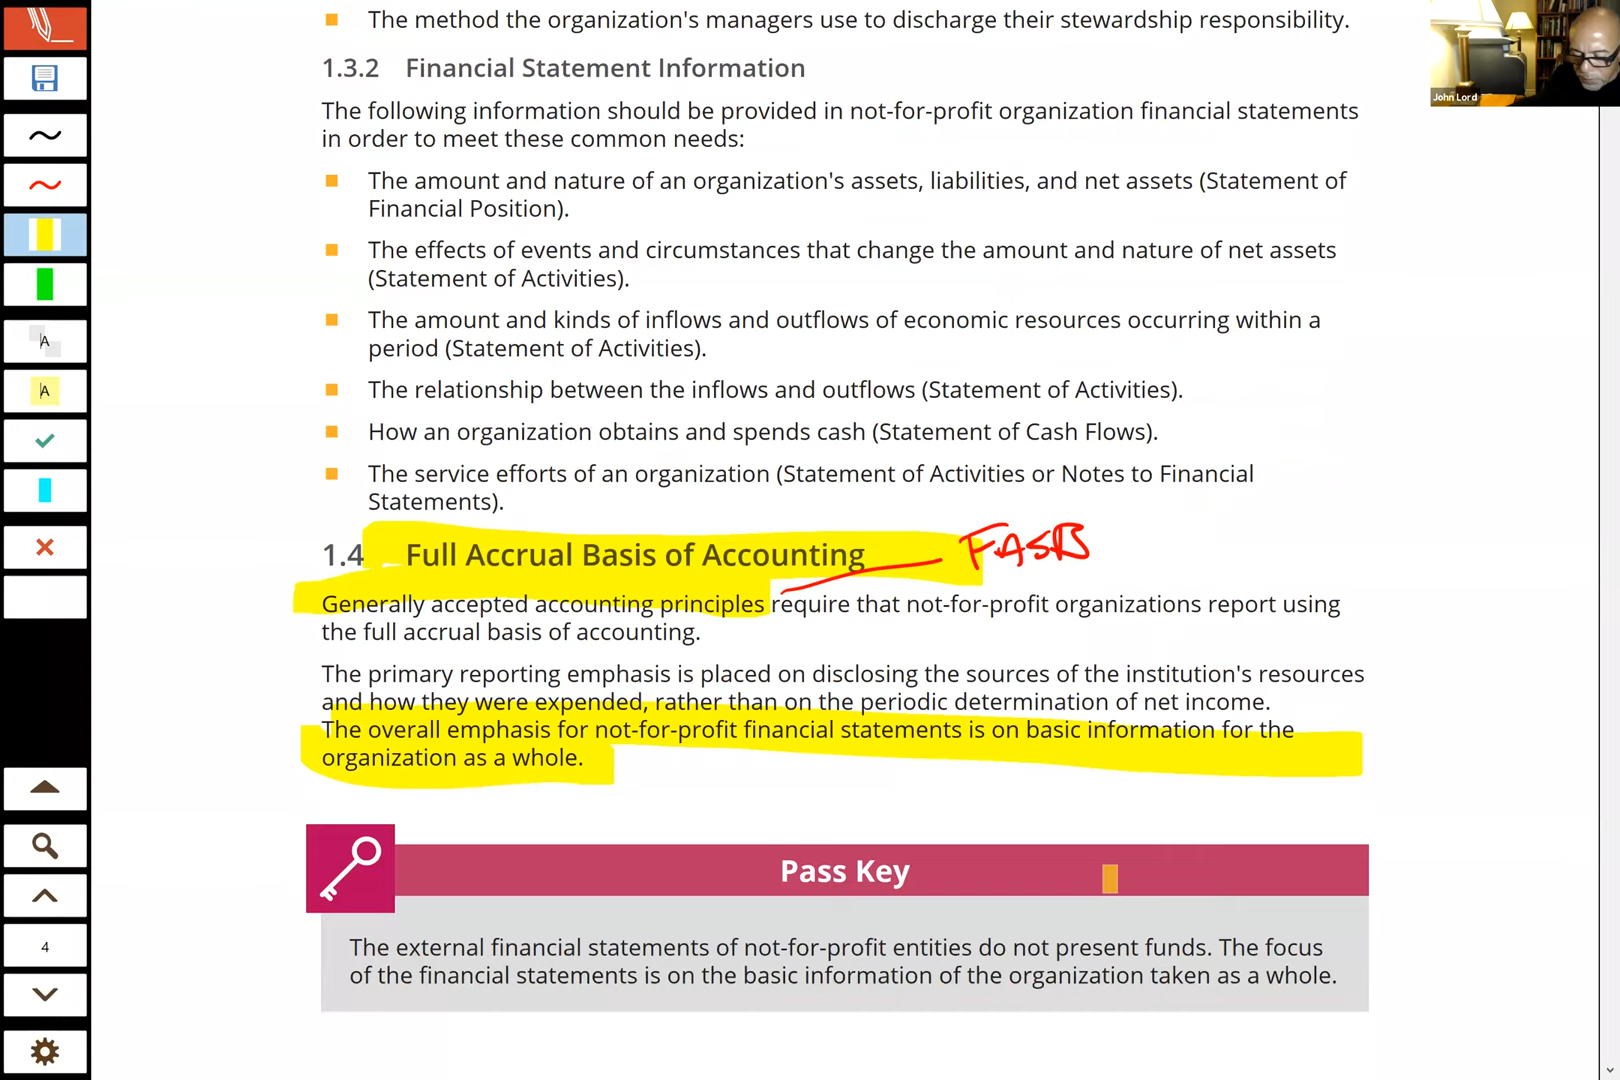 The method the organization's managers use to discharge their stewardship responsibility.
John Lord
1.3.2 Financial Statement Information
The following information should be provided in not-for-profit organization financial statements
in order to meet these common needs:
The amount and nature of an organization's assets, liabilities, and net assets (Statement of
Financial Position).
The effects of events and circumstances that change the amount and nature of net assets
(Statement of Activities).
The amount and kinds of inflows and outflows of economic resources occurring within a
period (Statement of Activities).
The relationship between the inflows and outflows (Statement of Activities).
How an organization obtains and spends cash (Statement of Cash Flows).
The service efforts of an organization (Statement of Activities or Notes to Financial
Statements).
1.4 Full Accrual Basis of Accounting FASB
Generally accepted accounting principles require that not-for-profit organizations report using
the full accrual basis of accounting.
The primary reporting emphasis is placed on disclosing the sources of the institution's resources
and how they were expended, rather than on the periodic determination of net income.
The overall emphasis for not-for-profit financial statements is on basic information for the
organization as a whole.
Pass Key
The external financial statements of not-for-profit entities do not present funds. The focus
of the financial statements is on the basic information of the organization taken as a whole.
A
A
4